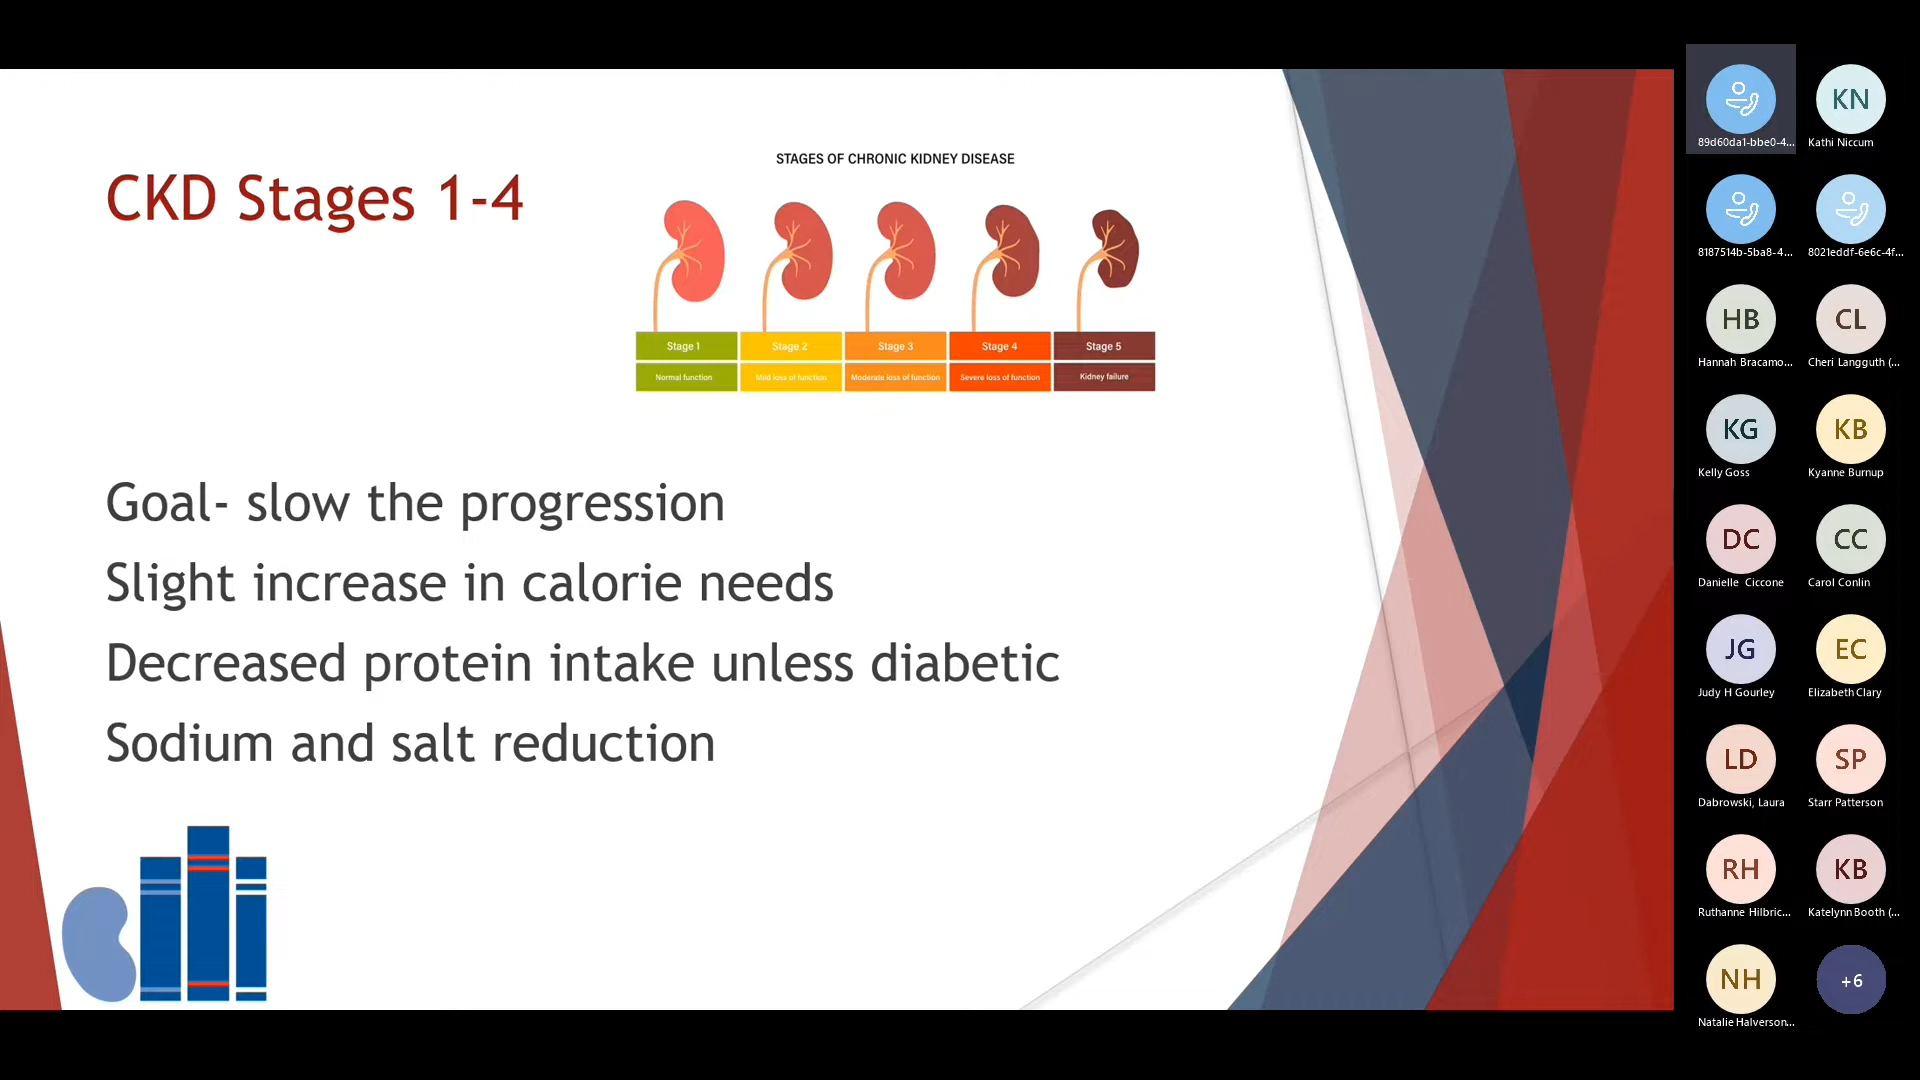 CKD Stages 1-4
STAGES OF CHRONIC KIDNEY DISEASE
Stage 1
Stage 2
Stage 3
Stage 4
Stage 5
Normal function
Mild loss of function
Moderate loss of function
Severe loss of function
Kidney failure
Goal- slow the progression
Slight increase in calorie needs
Decreased protein intake unless diabetic
Sodium and salt reduction
89d60da1-bbe0-4...
KN
Kathi Niccum
8187514b-5ba8-4...
8021eddf-6e6c-4f...
HB
Hannah Bracamo...
CL
Cheri Langguth (...
KG
Kelly Goss
KB
Kyanne Burnup
DC
Danielle Ciccone
CC
Carol Conlin
JG
Judy H Gourley
EC
Elizabeth Clary
LD
Dabrowski, Laura
SP
Starr Patterson
RH
Ruthanne Hilbric...
KB
Katelynn Booth (...
NH
Natalie Halverson...
+6